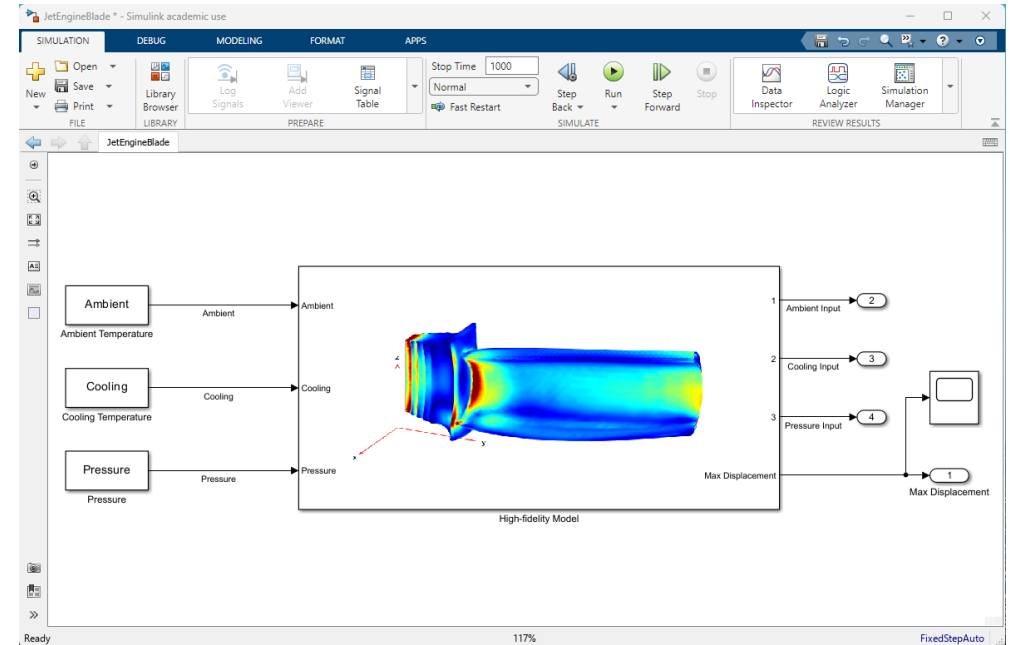 JetEngineBlade * - Simulink academic use
SIMULATION DEBUG MODELING FORMAT APPS
New
Open
Save
Print
FILE
Library
Browser
LIBRARY
Log
Signals
Add
Viewer
Signal
Table
PREPARE
Stop Time 1000
Normal
Fast Restart
Step
Back
Run
Step
Forward
Stop
SIMULATE
Data
Inspector
Logic
Analyzer
Simulation
Manager
REVIEW RESULTS
JetEngineBlade
Ambient
Ambient Temperature
Ambient
Ambient
Cooling
Cooling Temperature
Cooling
Cooling
Pressure
Pressure
Pressure
Pressure
z
x
y
High-fidelity Model
1
Ambient Input
2
2
Cooling Input
3
3
Pressure Input
4
Max Displacement
1
Max Displacement
Ready
117%
FixedStepAuto